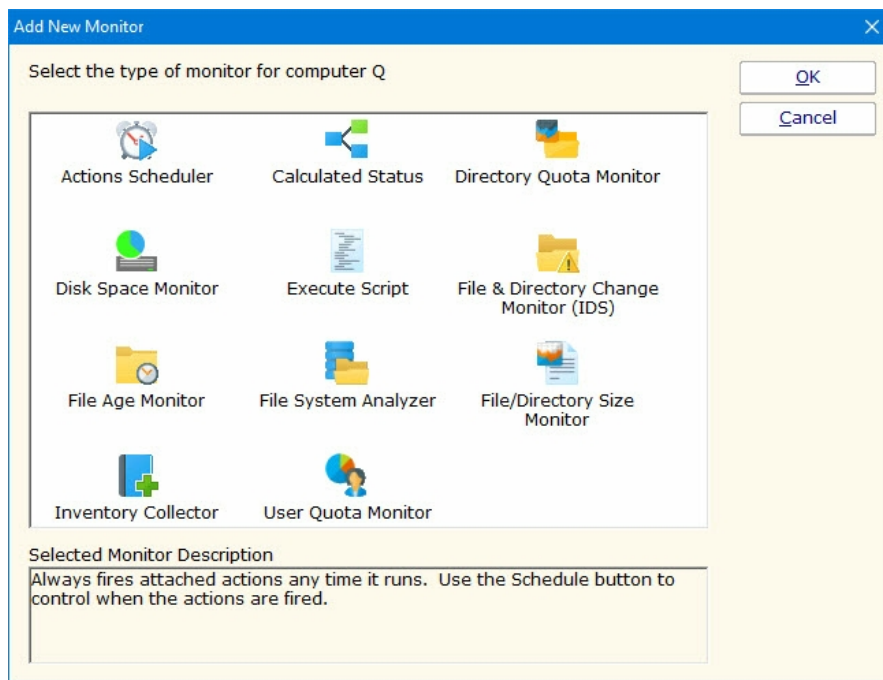 Add New Monitor
Select the type of monitor for computer Q
OK
Cancel
Actions Scheduler
Calculated Status
Directory Quota Monitor
Disk Space Monitor
Execute Script
File & Directory Change
Monitor (IDS)
File Age Monitor
File System Analyzer
File/Directory Size
Monitor
Inventory Collector
User Quota Monitor
Selected Monitor Description
Always fires attached actions any time it runs.  Use the Schedule button to
control when the actions are fired.